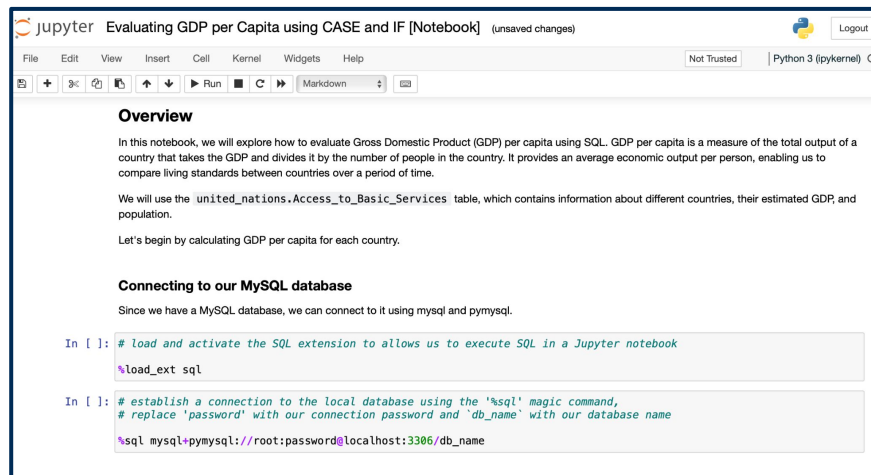 jupyter Evaluating GDP per Capita using CASE and IF [Notebook] (unsaved changes) Logout
File Edit View Insert Cell Kernel Widgets Help Not Trusted Python 3 (ipykernel)
Run Markdown
Overview
In this notebook, we will explore how to evaluate Gross Domestic Product (GDP) per capita using SQL. GDP per capita is a measure of the total output of a
country that takes the GDP and divides it by the number of people in the country. It provides an average economic output per person, enabling us to
compare living standards between countries over a period of time.
We will use the united_nations.Access_to_Basic_Services table, which contains information about different countries, their estimated GDP, and
population.
Let's begin by calculating GDP per capita for each country.
Connecting to our MySQL database
Since we have a MySQL database, we can connect to it using mysql and pymysql.
In [ ]: # load and activate the SQL extension to allows us to execute SQL in a Jupyter notebook
%load_ext sql
In [ ]: # establish a connection to the local database using the '%sql' magic command,
# replace 'password' with our connection password and `db_name` with our database name
%sql mysql+pymysql://root:password@localhost:3306/db_name